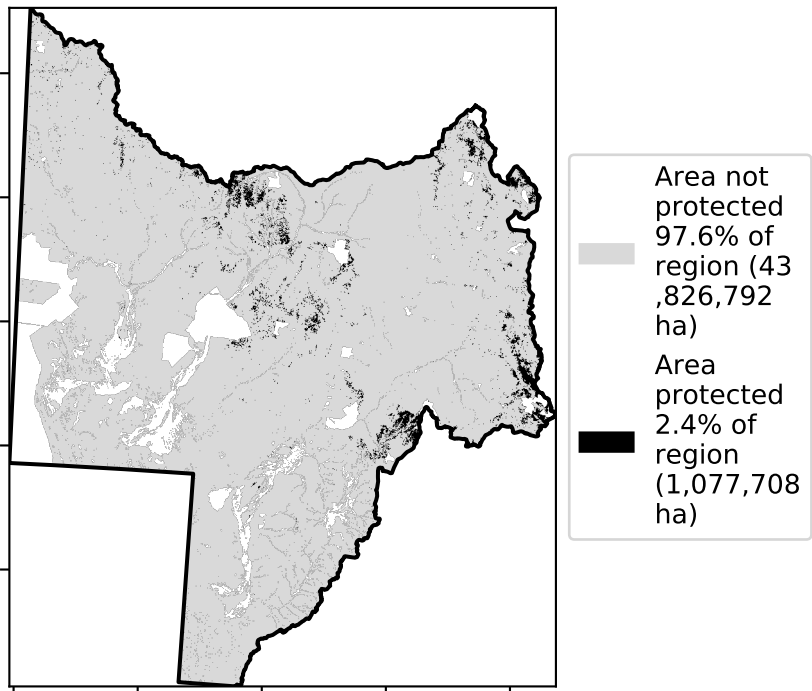 Area not
protected
97.6% of
region (43
,826,792
ha)
Area
protected
2.4% of
region
(1,077,708
ha)